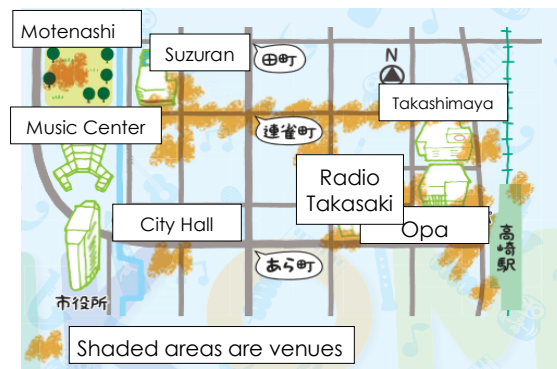 Motenashi
Suzuran
田町
N
Takashimaya
Music Center
連雀町
Radio
Takasaki
City Hall
Opa
高崎駅
あら町
市役所
Shaded areas are venues